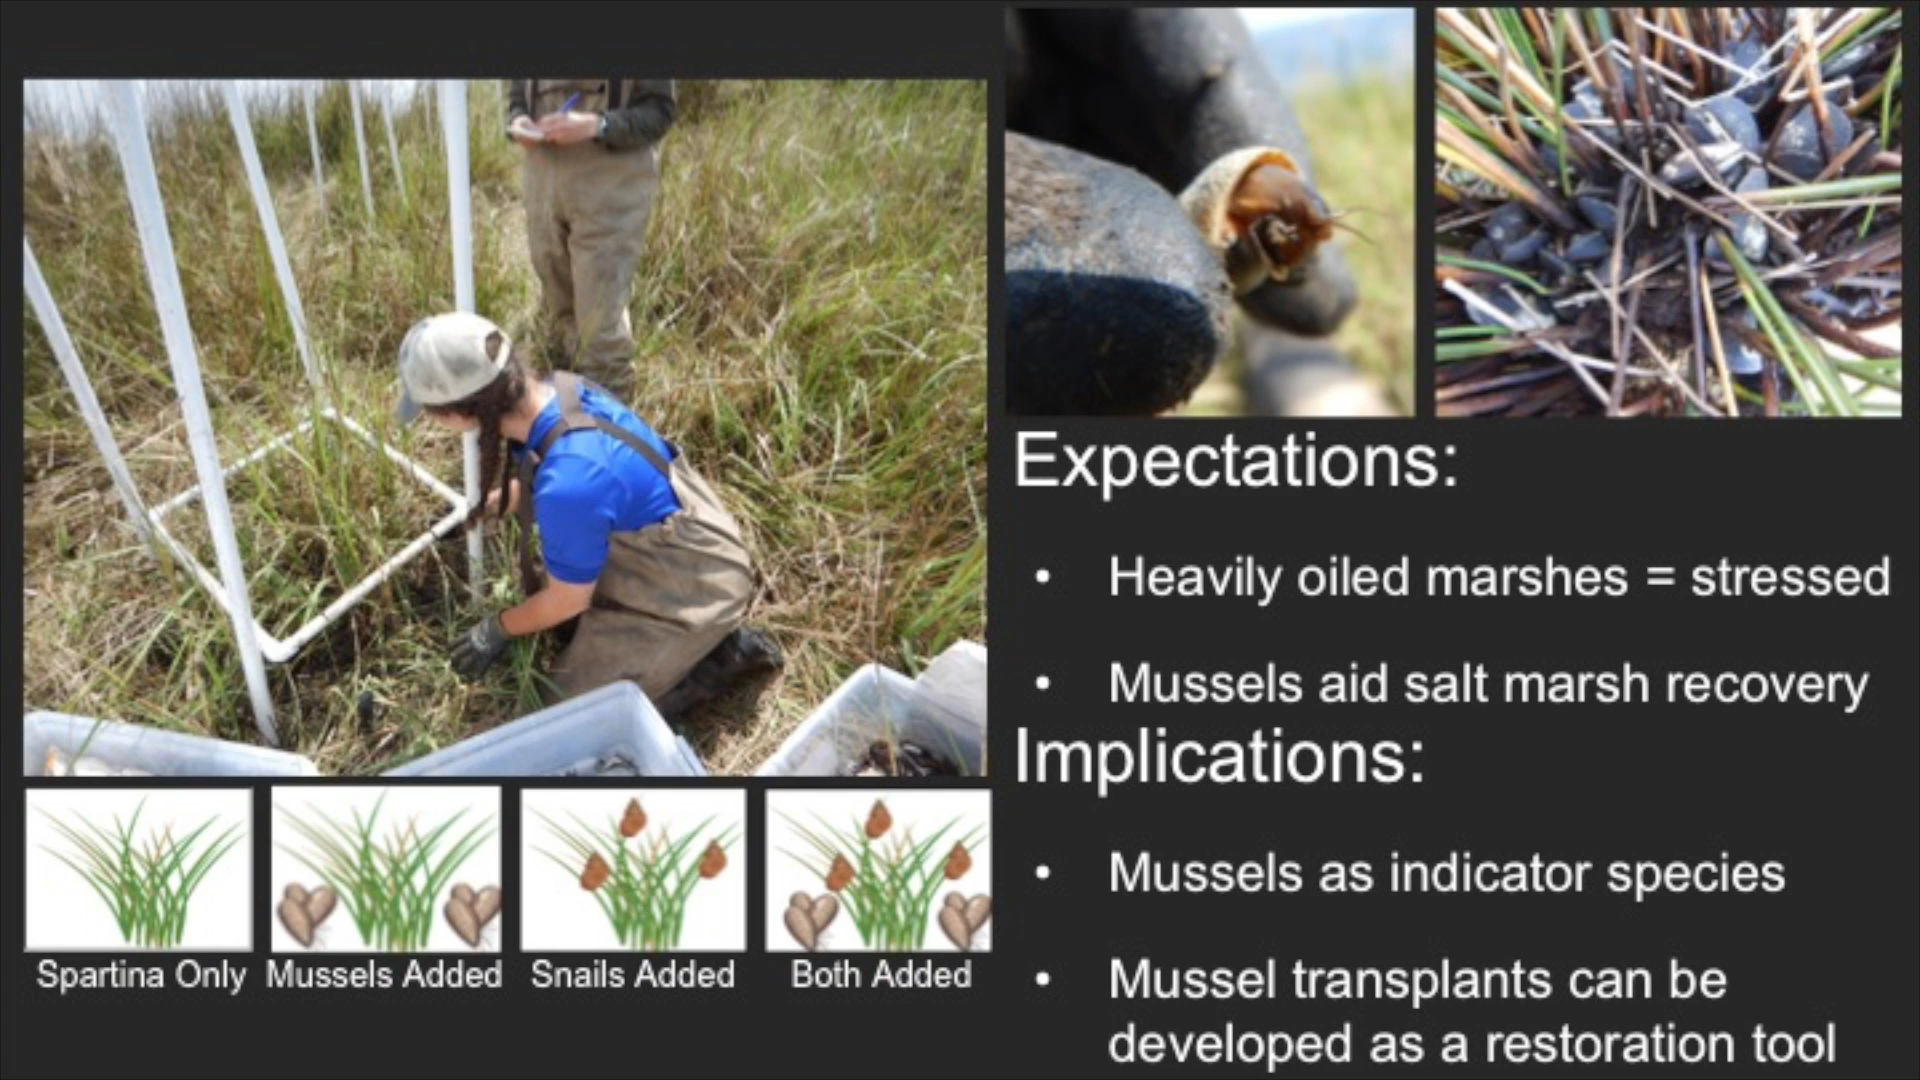 Expectations:
• Heavily oiled marshes = stressed
• Mussels aid salt marsh recovery
Implications:
• Mussels as indicator species
• Mussel transplants can be
developed as a restoration tool
Spartina Only
Mussels Added
Snails Added
Both Added